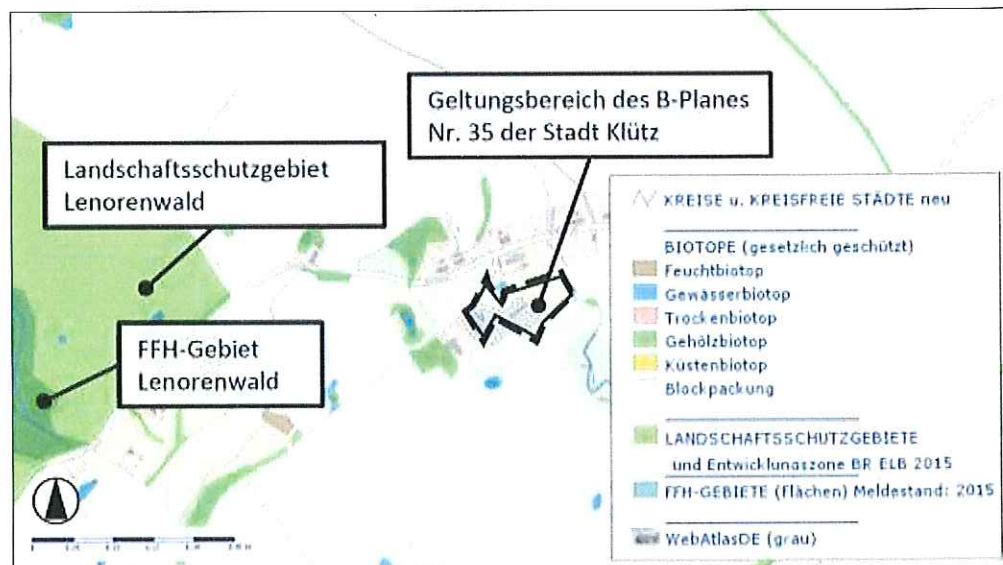 Geltungsbereich des B-Planes
Nr. 35 der Stadt Klütz
Landschaftsschutzgebiet
Lenorenwald
FFH-Gebiet
Lenorenwald
KREISE u. KREISFREIE STÄDTE neu
BIOTOPE (gesetzlich geschützt)
Feuchtbiotop
Gewässerbiotop
Trockenbiotop
Gehölzbiotop
Küstenbiotop
Blockpackung
LANDSCHAFTSSCHUTZGEBIETE
und Entwicklungszone BR ELB 2015
FFH-GEBIETE (Flächen) Meldestand: 2015
WebAtlasDE (grau)